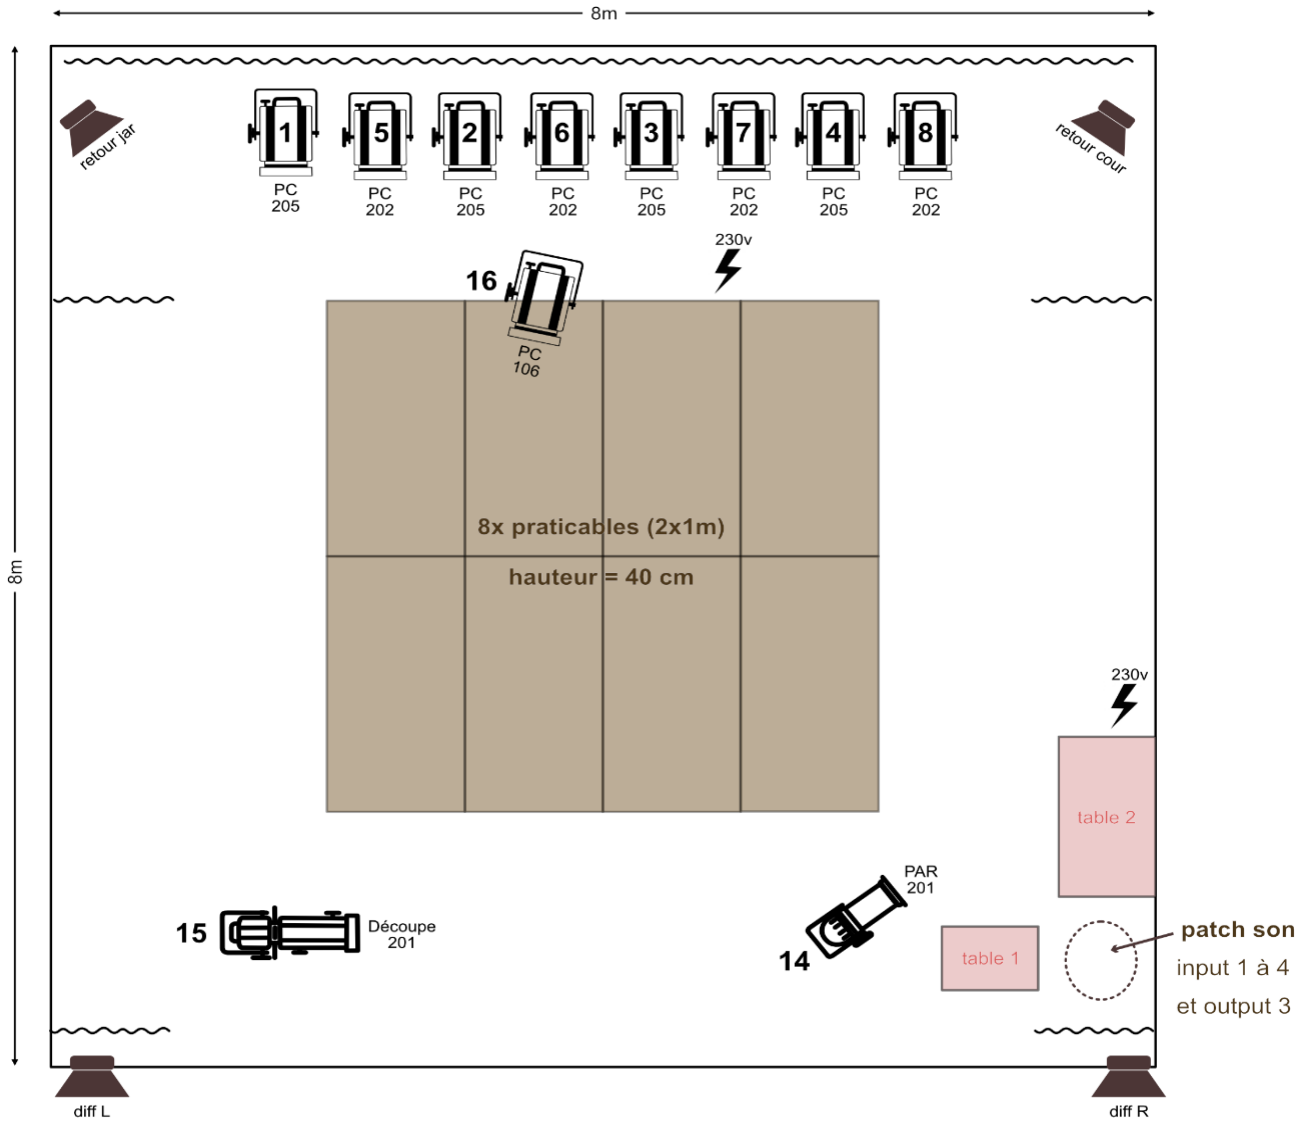 8m
8m
retour jar
retour cour
1
5
2
6
3
7
4
8
PC
205
PC
202
PC
205
PC
202
PC
205
PC
202
PC
205
PC
202
230v
16
PC
106
8x praticables (2x1m)
hauteur = 40 cm
230v
table 2
PAR
201
15
Découpe
201
14
table 1
patch son
input 1 à 4
et output 3
diff L
diff R